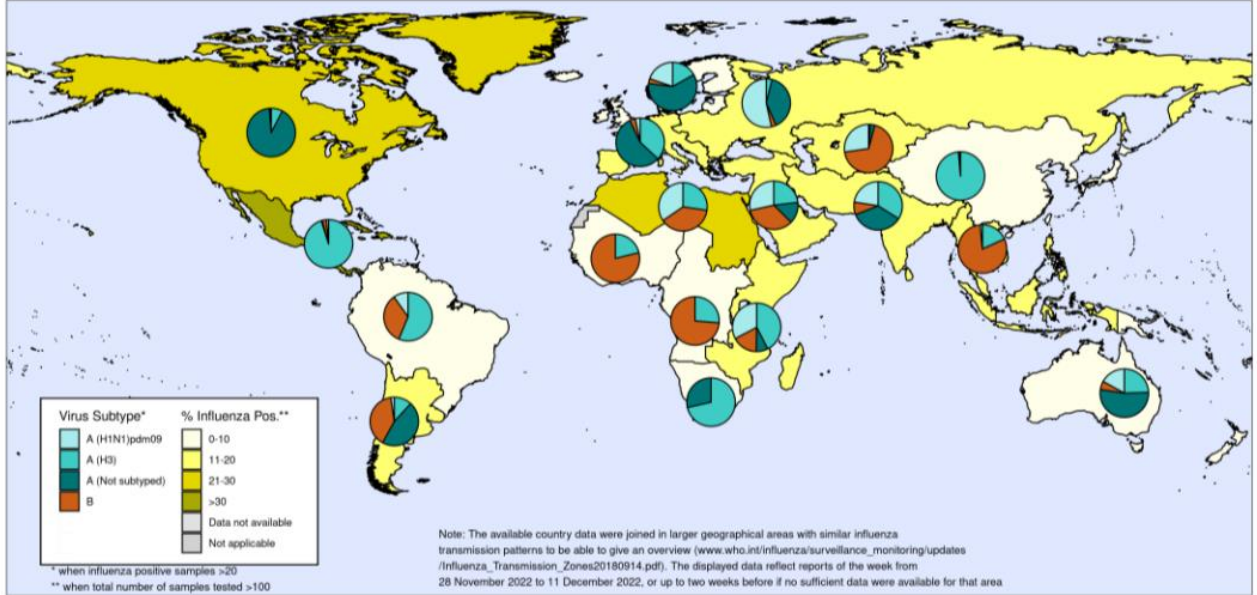 Virus Subtype*
A (H1N1)pdm09
A (H3)
A (Not subtyped)
B
% Influenza Pos.**
0-10
11-20
21-30
>30
Data not available
Not applicable
* when influenza positive samples >20
** when total number of samples tested >100
Note: The available country data were joined in larger geographical areas with similar influenza
transmission patterns to be able to give an overview (www.who.int/influenza/surveillance_monitoring/updates
/Influenza_Transmission_Zones20180914.pdf). The displayed data reflect reports of the week from
28 November 2022 to 11 December 2022, or up to two weeks before if no sufficient data were available for that area